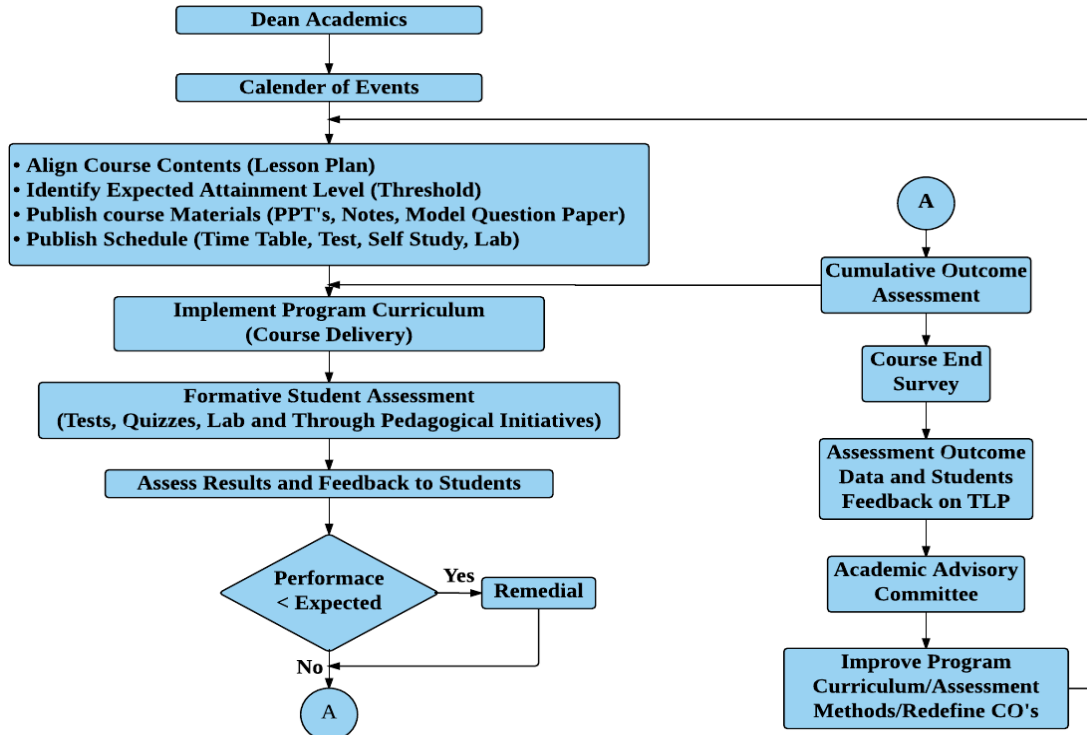 Dean Academics
Calender of Events
• Align Course Contents (Lesson Plan)
• Identify Expected Attainment Level (Threshold)
• Publish course Materials (PPT's, Notes, Model Question Paper)
• Publish Schedule (Time Table, Test, Self Study, Lab)
Implement Program Curriculum
(Course Delivery)
Formative Student Assessment
(Tests, Quizzes, Lab and Through Pedagogical Initiatives)
Assess Results and Feedback to Students
Performace
< Expected
Yes
Remedial
No
A
A
Cumulative Outcome
Assessment
Course End
Survey
Assessment Outcome
Data and Students
Feedback on TLP
Academic Advisory
Committee
Improve Program
Curriculum/Assessment
Methods/Redefine CO's